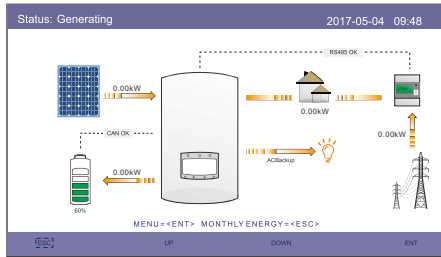 Status: Generating 2017-05-04 09:48
RS485 OK
0.00kW
0.00kW
CAN OK
0.00kW
0.00kW
ACBackup
60%
MENU=<ENT> MONTHLY ENERGY=<ESC>
ESC UP DOWN ENT